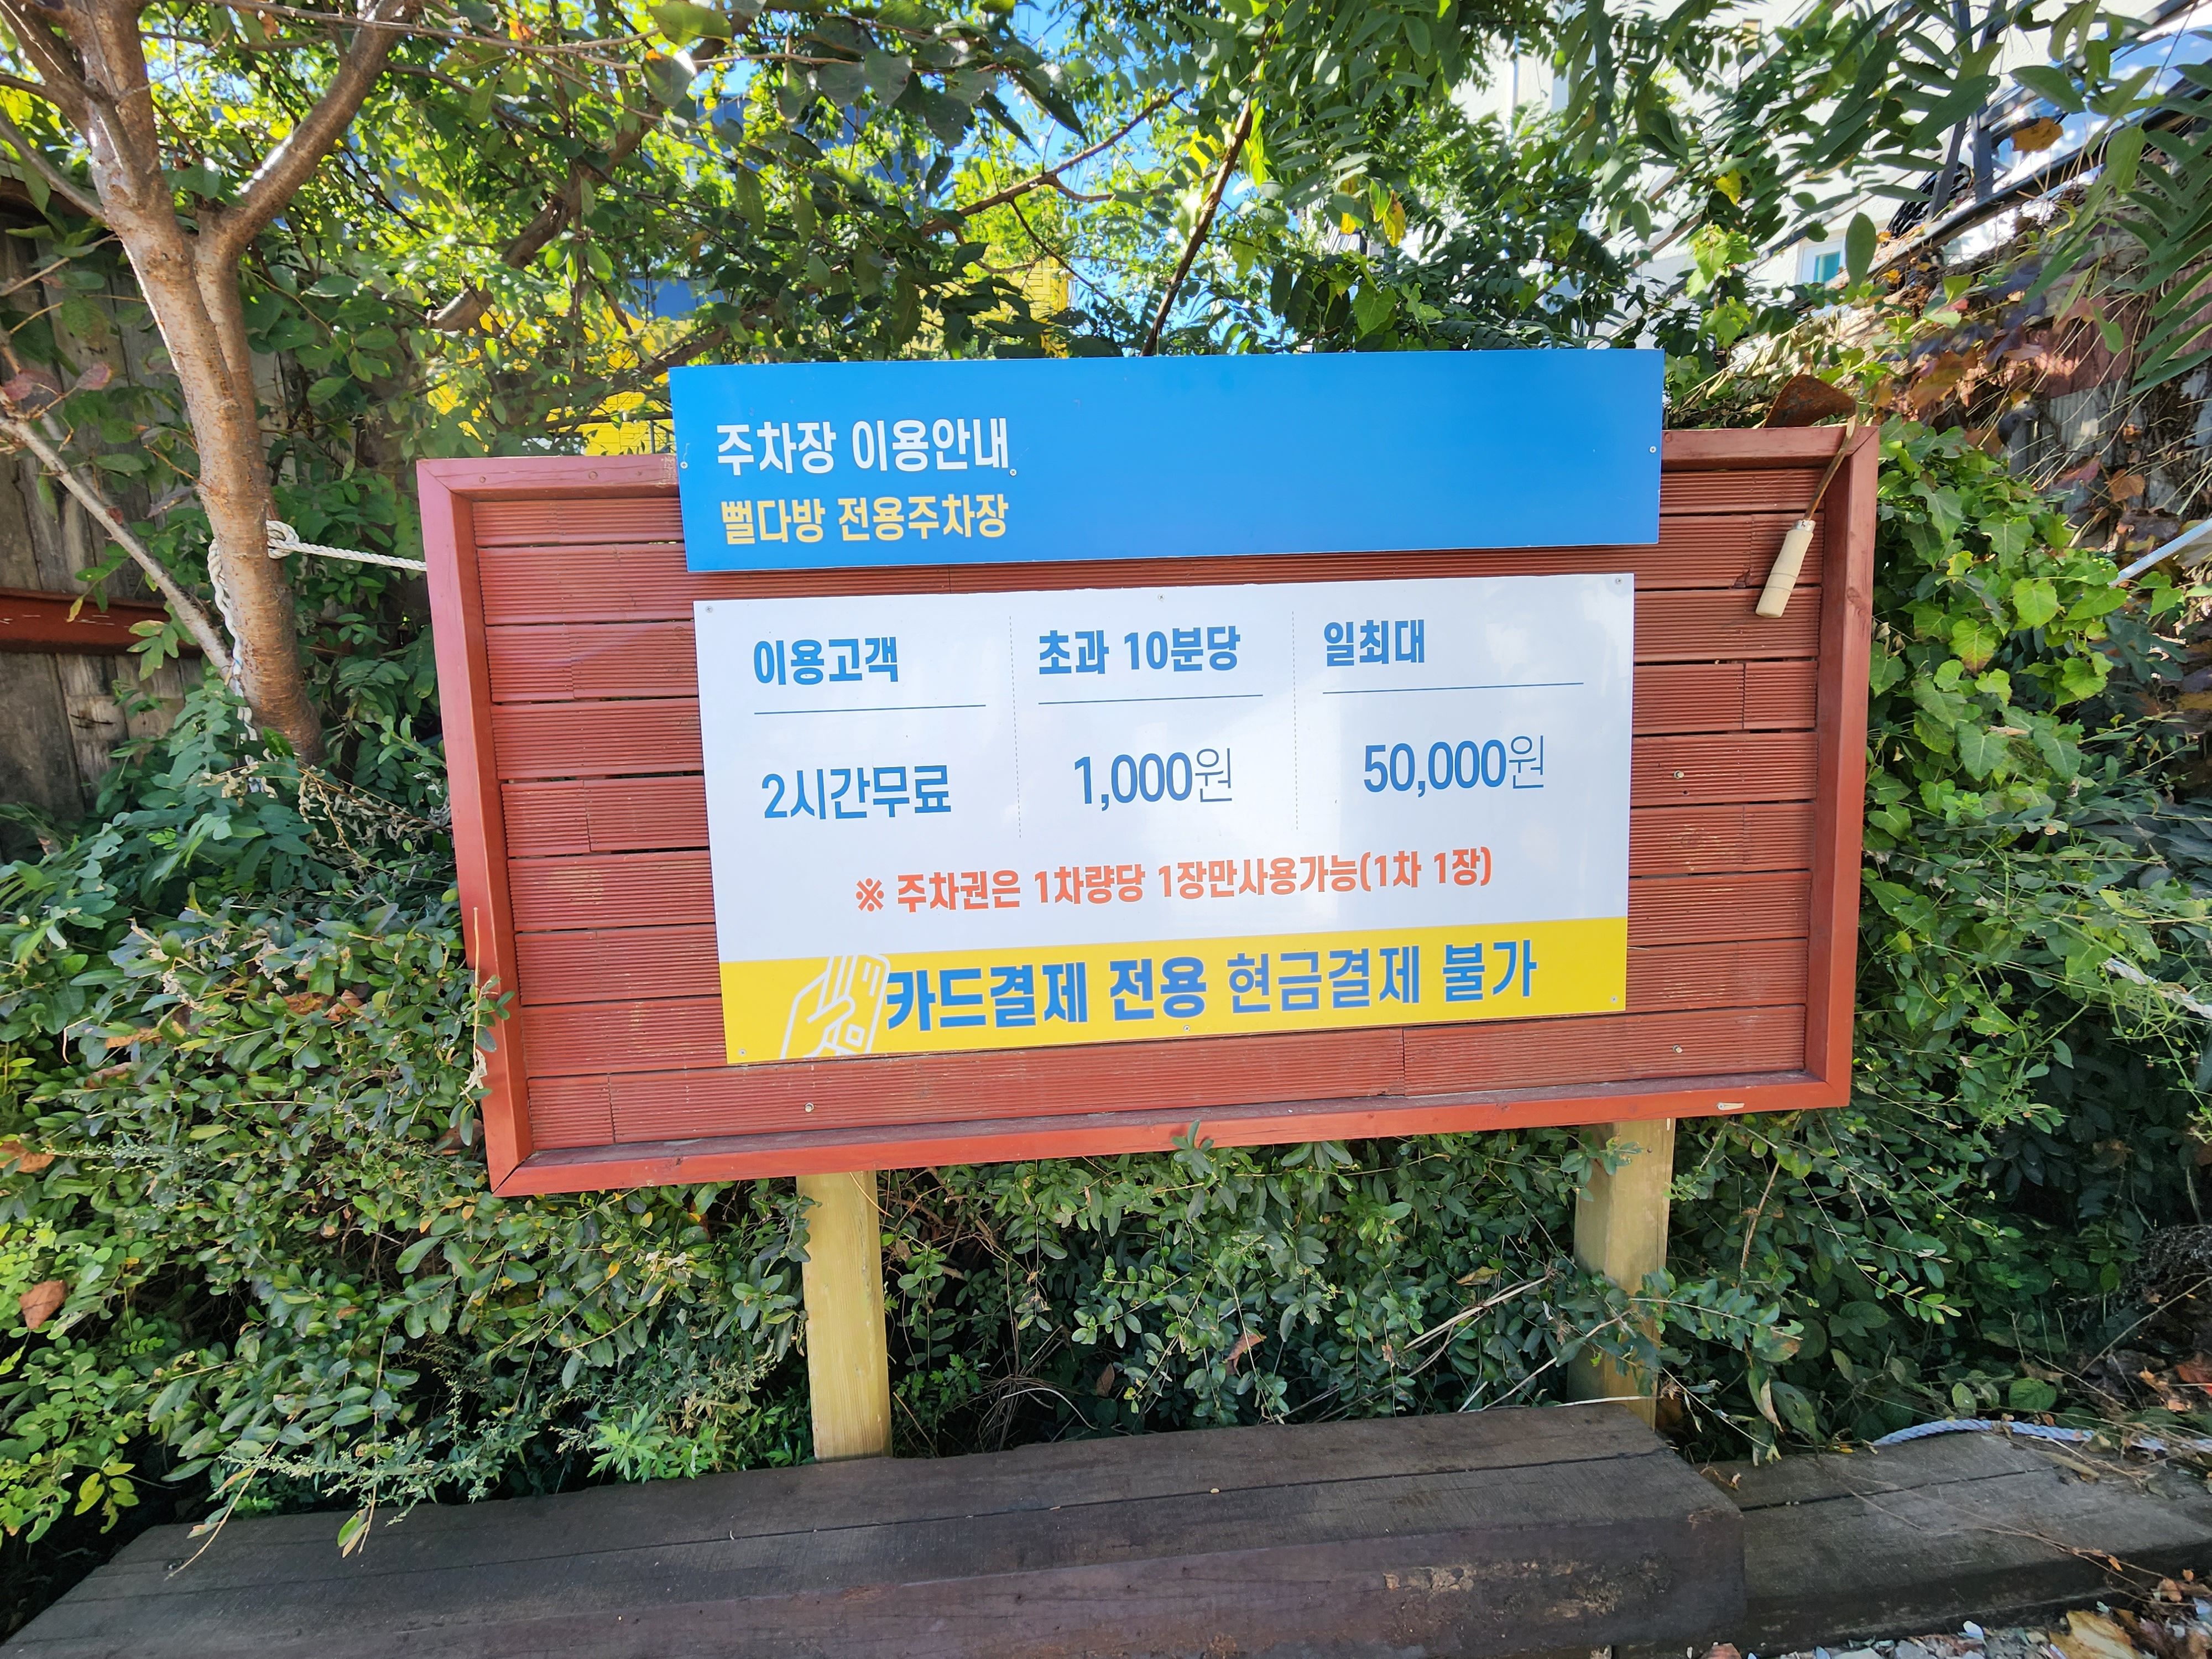 주차장 이용안내
뻘다방 전용주차장
이용고객 초과 10분당 일최대
2시간무료 1,000원 50,000원
※ 주차권은 1차량당 1장만사용가능(1차 1장)
카드결제 전용 현금결제 불가